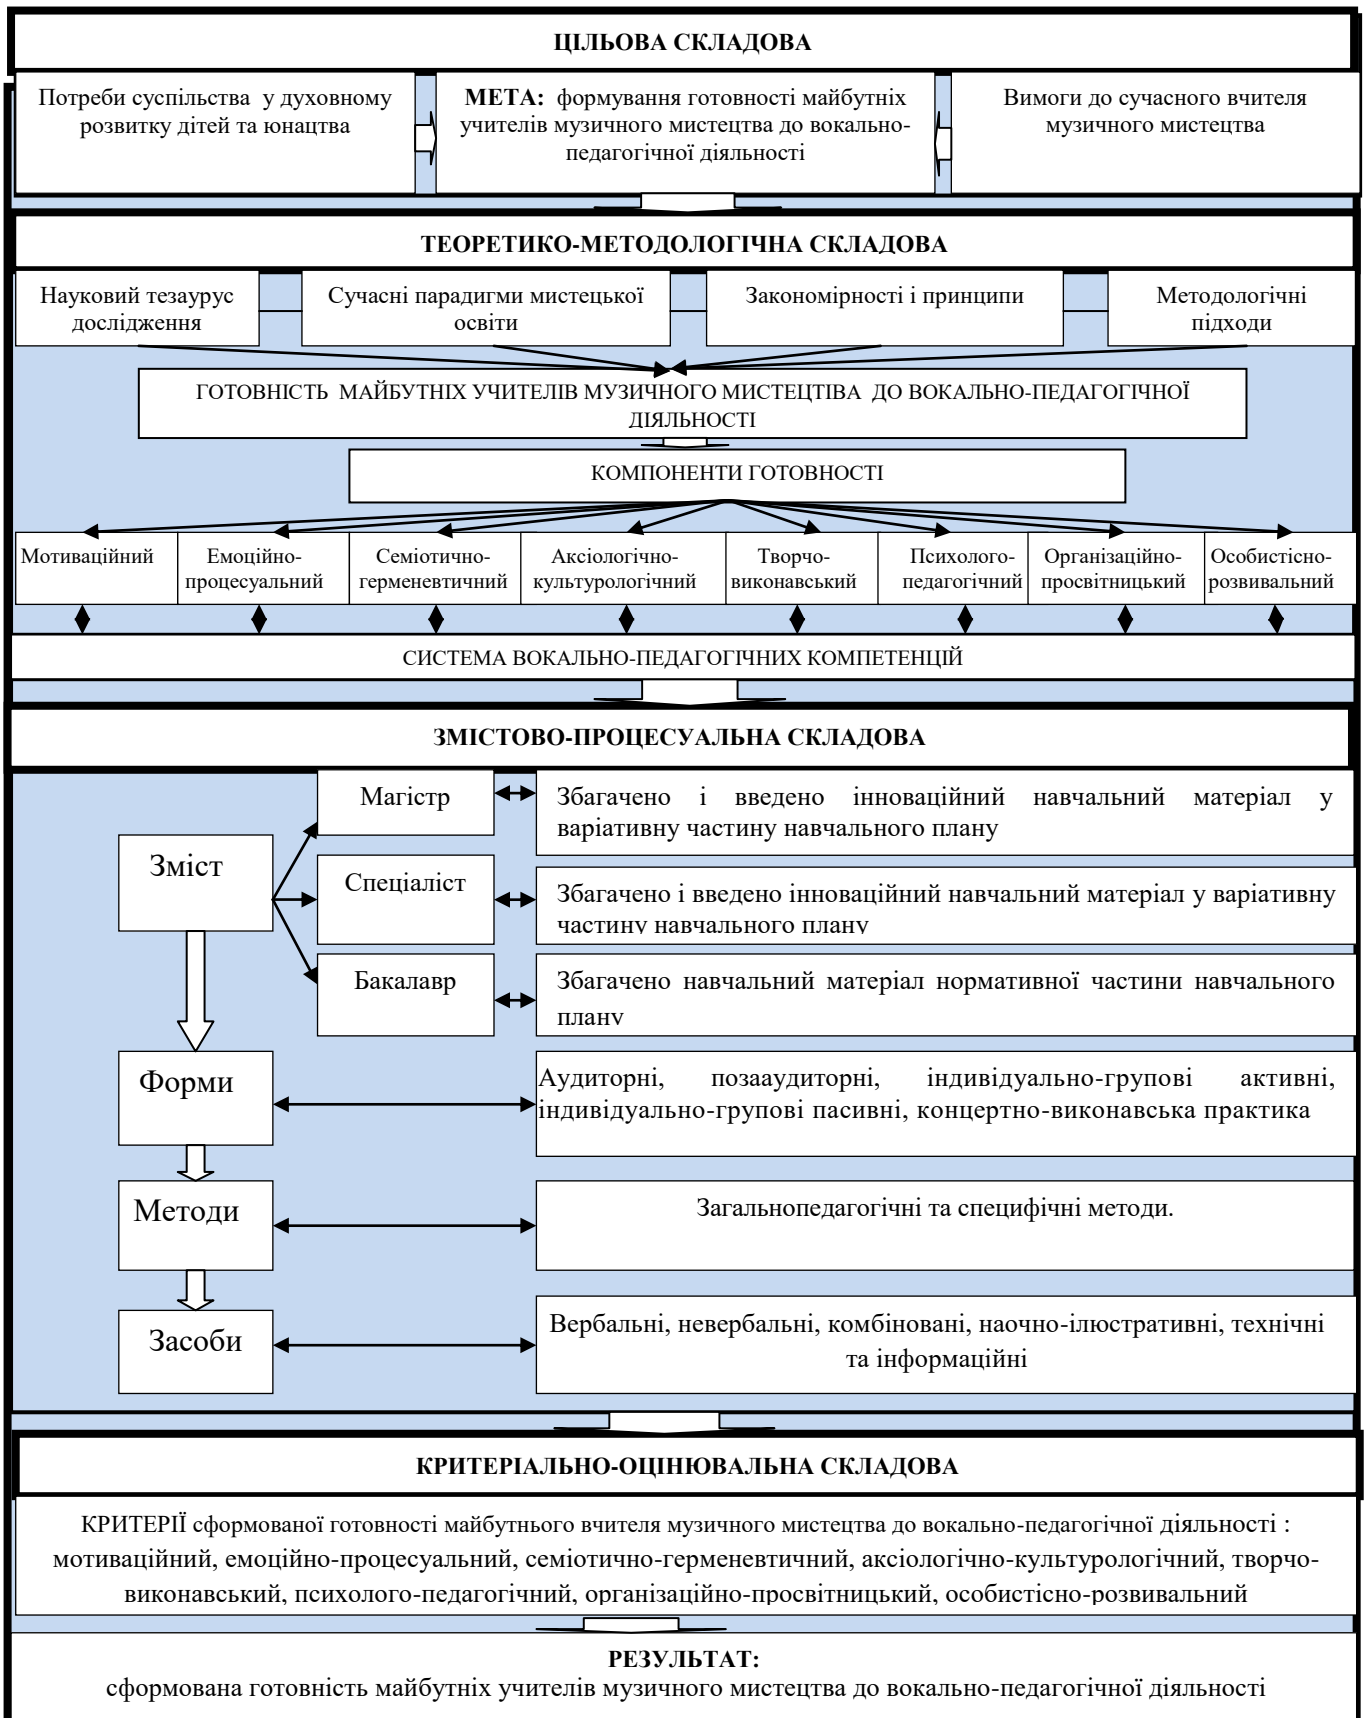 ЦІЛЬОВА СКЛАДОВА
Потреби суспільства у духовному
розвитку дітей та юнацтва
МЕТА: формування готовності майбутніх
учителів музичного мистецтва до вокально-
педагогічної діяльності
Вимоги до сучасного вчителя
музичного мистецтва
ТЕОРЕТИКО-МЕТОДОЛОГІЧНА СКЛАДОВА
Науковий тезаурус
дослідження
Сучасні парадигми мистецької
освіти
Закономірності і принципи
Методологічні
підходи
ГОТОВНІСТЬ МАЙБУТНІХ УЧИТЕЛІВ МУЗИЧНОГО МИСТЕЦТІВА ДО ВОКАЛЬНО-ПЕДАГОГІЧНОЇ
ДІЯЛЬНОСТІ
КОМПОНЕНТИ ГОТОВНОСТІ
Мотиваційний
Емоційно-
процесуальний
Семіотично-
герменевтичний
Аксіологічно-
культурологічний
Творчо-
виконавський
Психолого-
педагогічний
Організаційно-
просвітницький
Особистісно-
розвивальний
СИСТЕМА ВОКАЛЬНО-ПЕДАГОГІЧНИХ КОМПЕТЕНЦІЙ
ЗМІСТОВО-ПРОЦЕСУАЛЬНА СКЛАДОВА
Зміст
Магістр
Збагачено і введено інноваційний навчальний матеріал у
варіативну частину навчального плану
Спеціаліст
Збагачено і введено інноваційний навчальний матеріал у варіативну
частину навчального плану
Бакалавр
Збагачено навчальний матеріал нормативної частини навчального
плану
Форми
Аудиторні, позааудиторні, індивідуально-групові активні,
індивідуально-групові пасивні, концертно-виконавська практика
Методи
Загальнопедагогічні та специфічні методи.
Засоби
Вербальні, невербальні, комбіновані, наочно-ілюстративні, технічні
та інформаційні
КРИТЕРІАЛЬНО-ОЦІНЮВАЛЬНА СКЛАДОВА
КРИТЕРІЇ сформованої готовності майбутнього вчителя музичного мистецтва до вокально-педагогічної діяльності :
мотиваційний, емоційно-процесуальний, семіотично-герменевтичний, аксіологічно-культурологічний, творчо-
виконавський, психолого-педагогічний, організаційно-просвітницький, особистісно-розвивальний
РЕЗУЛЬТАТ:
сформована готовність майбутніх учителів музичного мистецтва до вокально-педагогічної діяльності